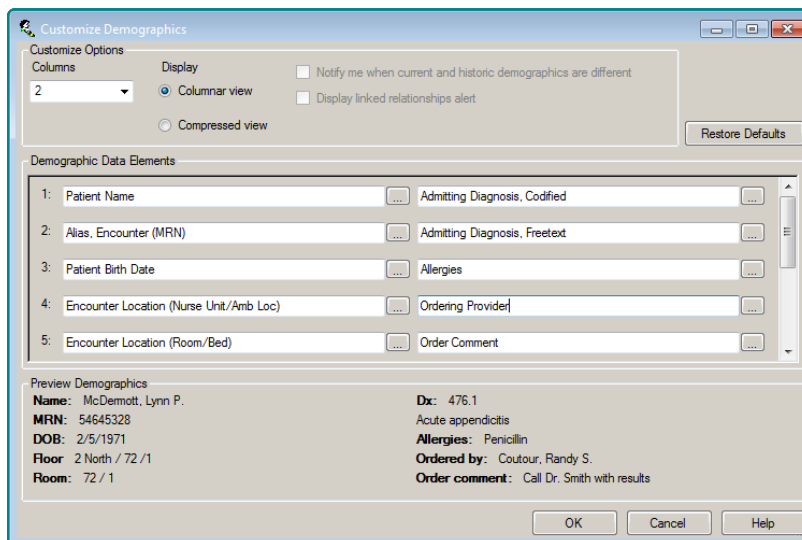 Customize Demographics
Customize Options
Columns
2
Display
Columnar view
Compressed view
Notify me when current and historic demographics are different
Display linked relationships alert
Restore Defaults
Demographic Data Elements
1: Patient Name ... Admitting Diagnosis, Codified ...
2: Alias, Encounter (MRN) ... Admitting Diagnosis, Freetext ...
3: Patient Birth Date ... Allergies ...
4: Encounter Location (Nurse Unit/Amb Loc) ... Ordering Provider ...
5: Encounter Location (Room/Bed) ... Order Comment ...
Preview Demographics
Name: McDermott, Lynn P.
MRN: 54645328
DOB: 2/5/1971
Floor 2 North / 72 /1
Room: 72 / 1
Dx: 476.1
Acute appendicitis
Allergies: Penicillin
Ordered by: Coutour, Randy S.
Order comment: Call Dr. Smith with results
OK Cancel Help